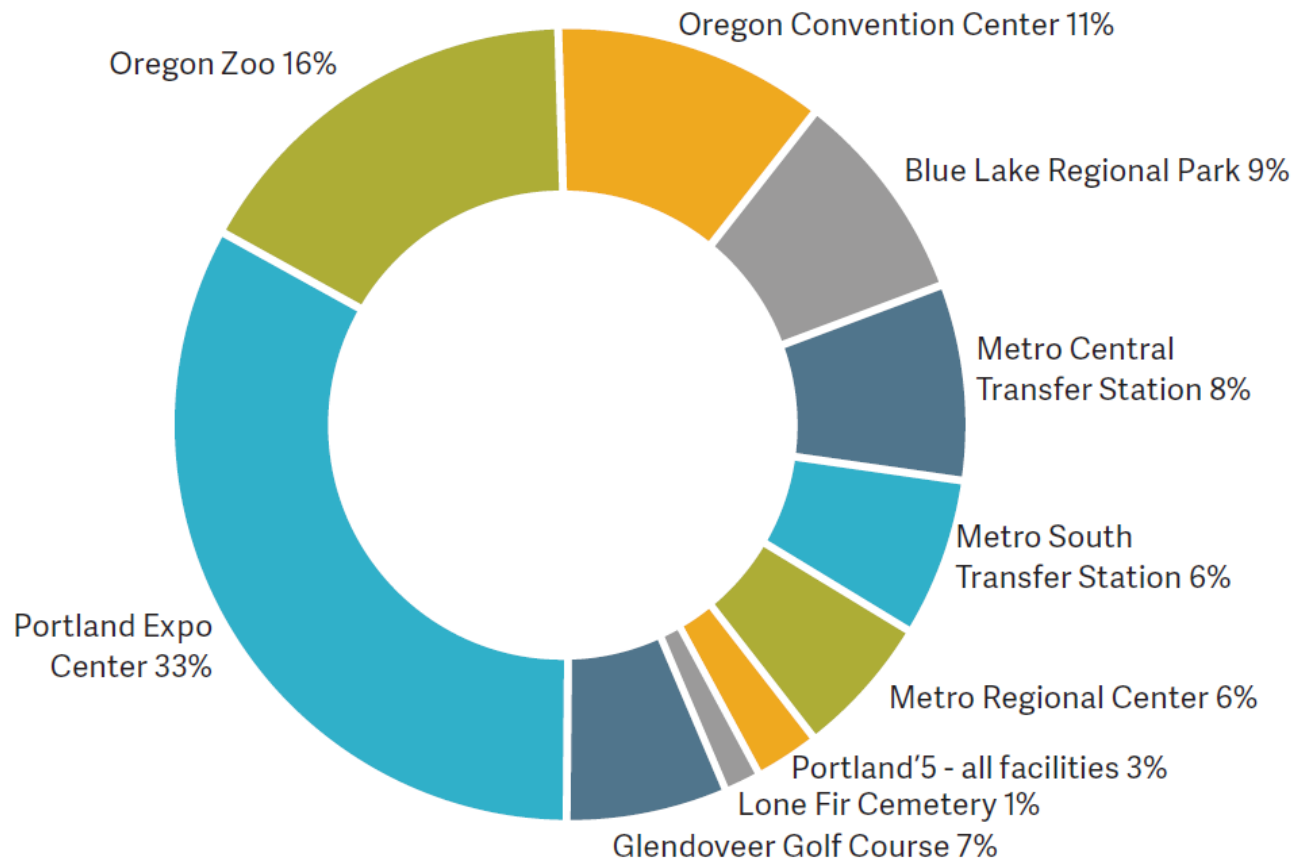 Oregon Convention Center 11%
Oregon Zoo 16%
Blue Lake Regional Park 9%
Metro Central
Transfer Station 8%
Metro South
Transfer Station 6%
Portland Expo
Center 33%
Metro Regional Center 6%
Portland’5 - all facilities 3%
Lone Fir Cemetery 1%
Glendoveer Golf Course 7%